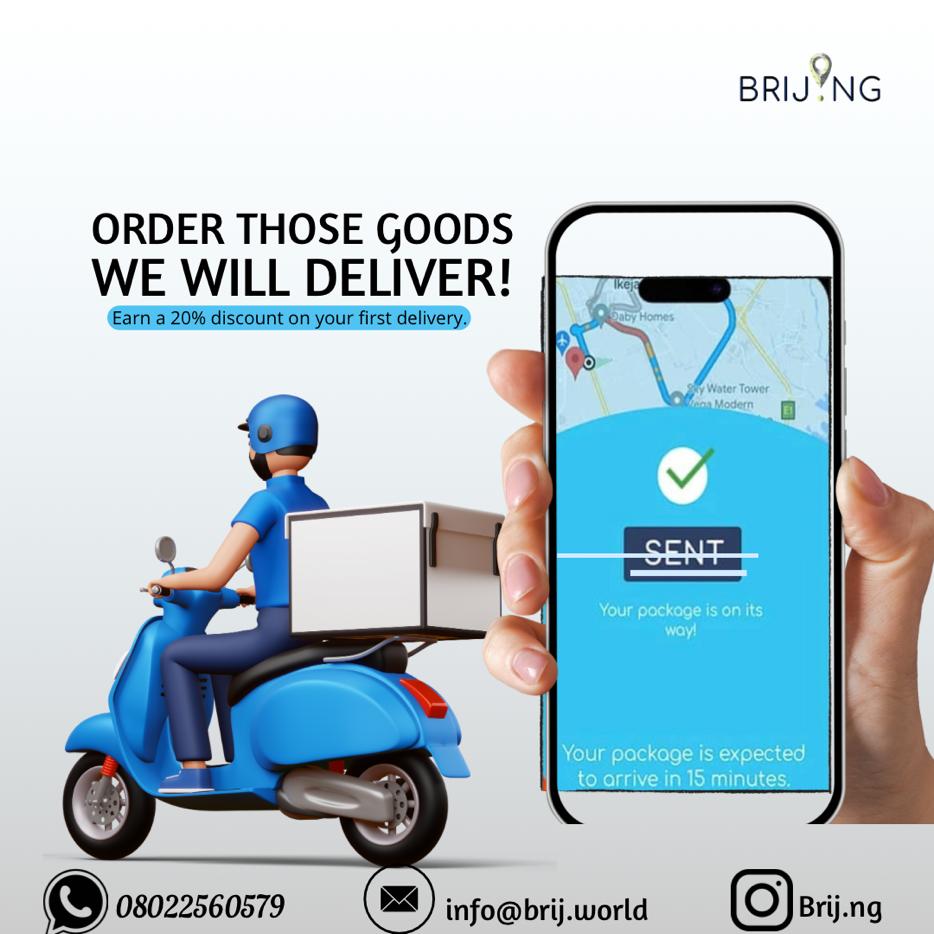 BRIJ NG
ORDER THOSE GOODS
WE WILL DELIVER!
Earn a 20% discount on your first delivery.
Ikeja
Daby Homes
Sky Water Tower
Modern
E1
SENT
Your package is on its
way!
Your package is expected
to arrive in 15 minutes.
08022560579
info@brij.world
Brij.ng